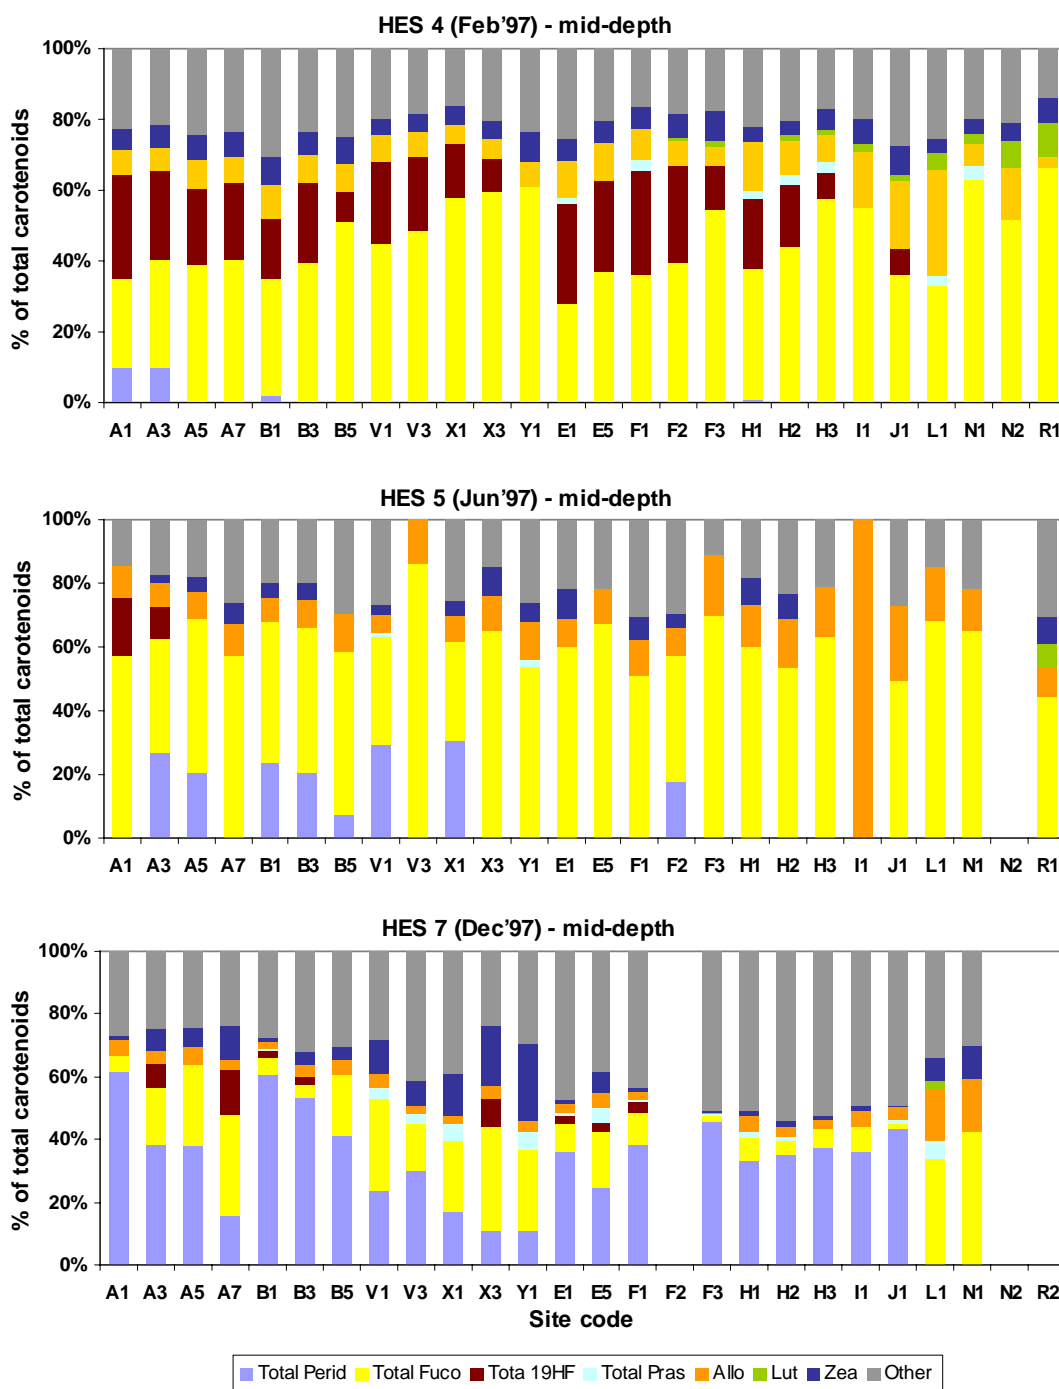 HES 4 (Feb'97) - mid-depth
100%
80%
60%
40%
20%
0%
% of total carotenoids
A1 A3 A5 A7 B1 B3 B5 V1 V3 X1 X3 Y1 E1 E5 F1 F2 F3 H1 H2 H3 I1 J1 L1 N1 N2 R1
HES 5 (Jun'97) - mid-depth
100%
80%
60%
40%
20%
0%
% of total carotenoids
A1 A3 A5 A7 B1 B3 B5 V1 V3 X1 X3 Y1 E1 E5 F1 F2 F3 H1 H2 H3 I1 J1 L1 N1 N2 R1
HES 7 (Dec'97) - mid-depth
100%
80%
60%
40%
20%
0%
% of total carotenoids
A1 A3 A5 A7 B1 B3 B5 V1 V3 X1 X3 Y1 E1 E5 F1 F2 F3 H1 H2 H3 I1 J1 L1 N1 N2 R2
Site code
Total Perid Total Fuco Tota 19HF Total Pras Allo Lut Zea Other